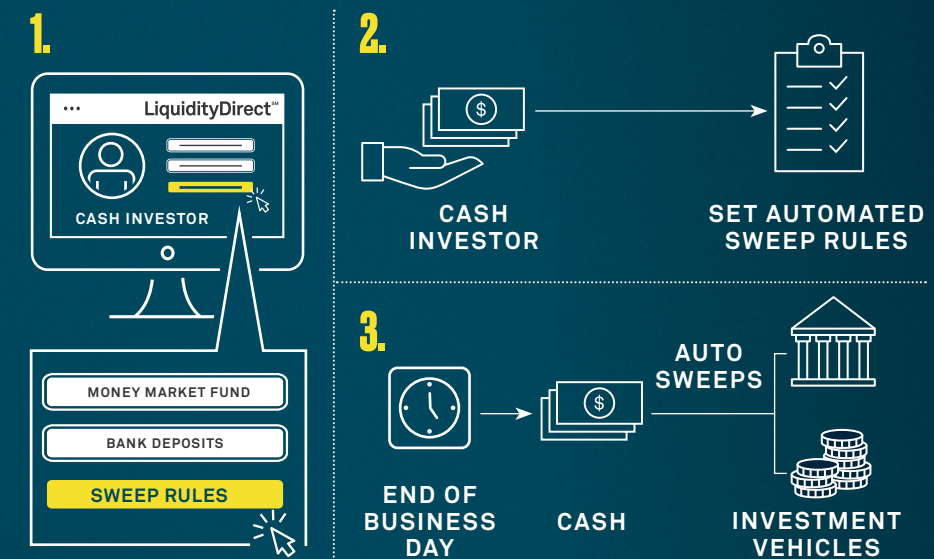 1.
LiquidityDirect℠
CASH INVESTOR
MONEY MARKET FUND
BANK DEPOSITS
SWEEP RULES
2.
$
CASH
INVESTOR
SET AUTOMATED
SWEEP RULES
3.
AUTO
SWEEPS
$
END OF
BUSINESS
DAY
CASH
INVESTMENT
VEHICLES